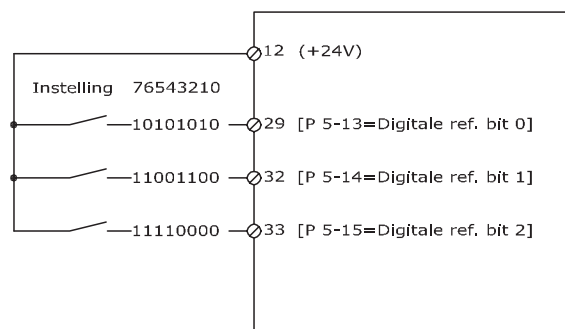 12 (+24V)
Instelling 76543210
10101010 29 [P 5-13=Digitale ref. bit 0]
11001100 32 [P 5-14=Digitale ref. bit 1]
11110000 33 [P 5-15=Digitale ref. bit 2]